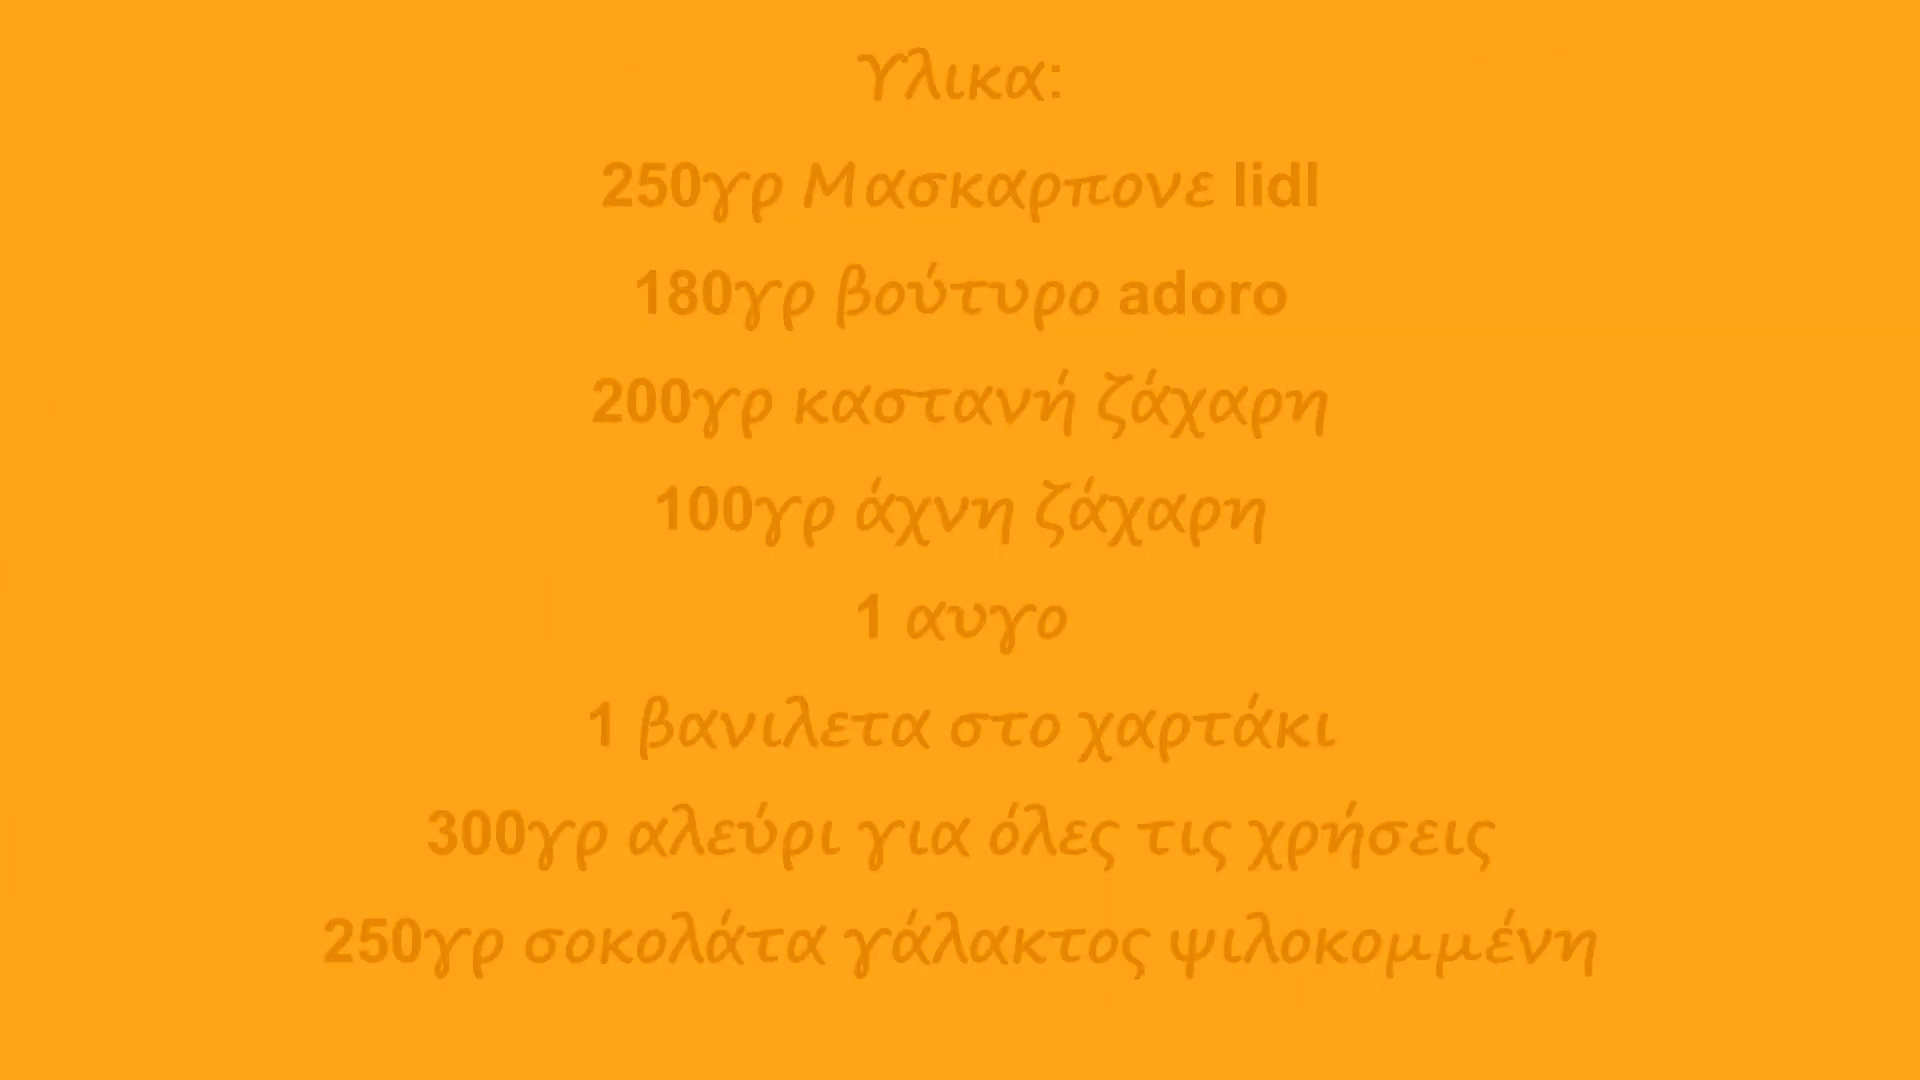 Υλικα:
250γρ Μασκαρπονε lidl
180γρ βούτυρο adoro
200γρ καστανή ζάχαρη
100γρ άχνη ζάχαρη
1 αυγο
1 βανιλετα στο χαρτάκι
300γρ αλεύρι για όλες τις χρήσεις
250γρ σοκολάτα γάλακτος ψιλοκομμένη